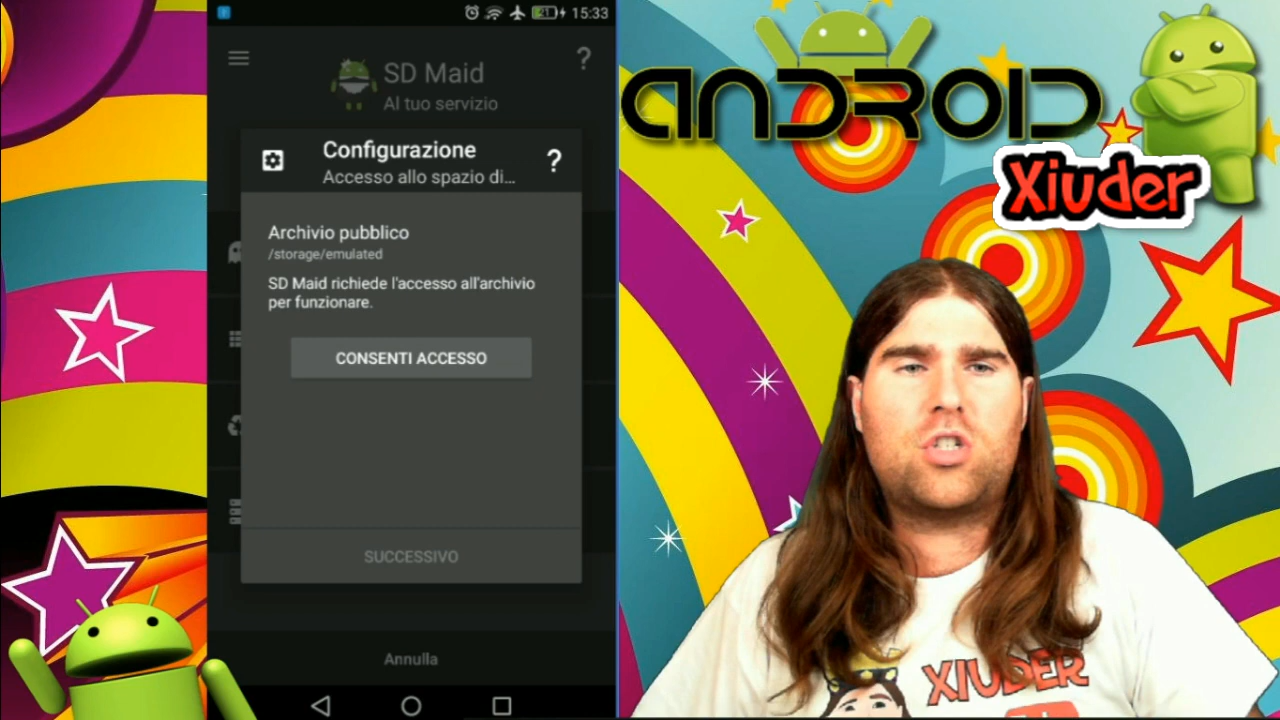 15:33
SD Maid
Al tuo servizio
?
Configurazione
?
Accesso allo spazio di...
Archivio pubblico
/storage/emulated
SD Maid richiede l'accesso all'archivio
per funzionare.
CONSENTI ACCESSO
SUCCESSIVO
Annulla
ANDROID
Xiuder
XIUDER